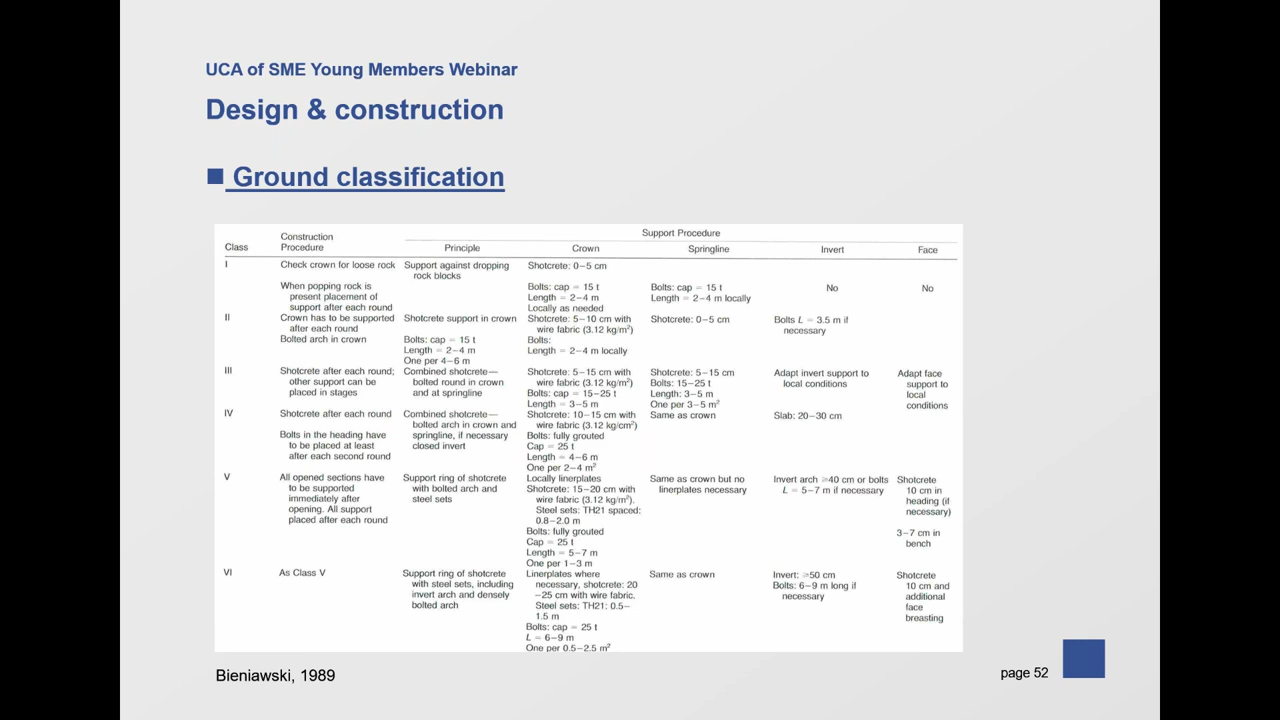 UCA of SME Young Members Webinar
Design & construction
Ground classification
Support Procedure
Class
Construction
Procedure
Principle
Crown
Springline
Invert
Face
I
Check crown for loose rock
When popping rock is
present placement of
support after each round
Support against dropping
rock blocks
Shotcrete: 0–5 cm
Bolts: cap = 15 t
Length = 2–4 m
Locally as needed
Bolts: cap = 15 t
Length = 2–4 m locally
No
No
II
Crown has to be supported
after each round
Bolted arch in crown
Shotcrete support in crown
Bolts: cap = 15 t
Length = 2–4 m
One per 4–6 m
Shotcrete: 5–10 cm with
wire fabric (3.12 kg/m²)
Bolts:
Length = 2–4 m locally
Shotcrete: 0–5 cm
Bolts L = 3.5 m if
necessary
III
Shotcrete after each round;
other support can be
placed in stages
Combined shotcrete—
bolted round in crown
and at springline
Shotcrete: 5–15 cm with
wire fabric (3.12 kg/m²)
Bolts: cap = 15–25 t
Length = 3–5 m
Shotcrete: 5–15 cm
Bolts: 15–25 t
Length: 3–5 m
One per 3–5 m²
Adapt invert support to
local conditions
Adapt face
support to
local
conditions
IV
Shotcrete after each round
Bolts in the heading have
to be placed at least
after each second round
Combined shotcrete—
bolted arch in crown and
springline, if necessary
closed invert
Shotcrete: 10–15 cm with
wire fabric (3.12 kg/cm²)
Bolts: fully grouted
Cap = 25 t
Length = 4–6 m
One per 2–4 m²
Same as crown
Slab: 20–30 cm
V
All opened sections have
to be supported
immediately after
opening. All support
placed after each round
Support ring of shotcrete
with bolted arch and
steel sets
Locally linerplates
Shotcrete: 15–20 cm with
wire fabric (3.12 kg/m²).
Steel sets: TH21 spaced:
0.8–2.0 m
Bolts: fully grouted
Cap = 25 t
Length = 5–7 m
One per 1–3 m
Same as crown but no
linerplates necessary
Invert arch ≥40 cm or bolts
L = 5–7 m if necessary
Shotcrete
10 cm in
heading (if
necessary)
3–7 cm in
bench
VI
As Class V
Support ring of shotcrete
with steel sets, including
invert arch and densely
bolted arch
Linerplates where
necessary, shotcrete: 20
–25 cm with wire fabric.
Steel sets: TH21: 0.5–
1.5 m
Bolts: cap = 25 t
L = 6–9 m
One per 0.5–2.5 m²
Same as crown
Invert: ≥50 cm
Bolts: 6–9 m long if
necessary
Shotcrete
10 cm and
additional
face
breasting
Bieniawski, 1989
page 52